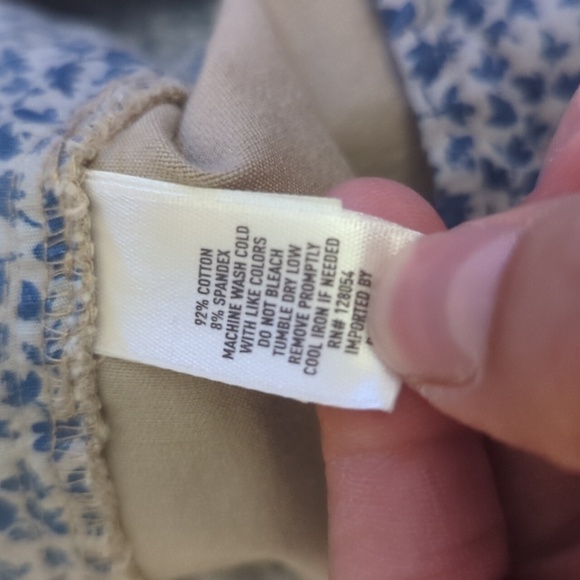 92% COTTON
8% SPANDEX
MACHINE WASH COLD
WITH LIKE COLORS
DO NOT BLEACH
TUMBLE DRY LOW
REMOVE PROMPTLY
COOL IRON IF NEEDED
RN# 128054
IMPORTED BY